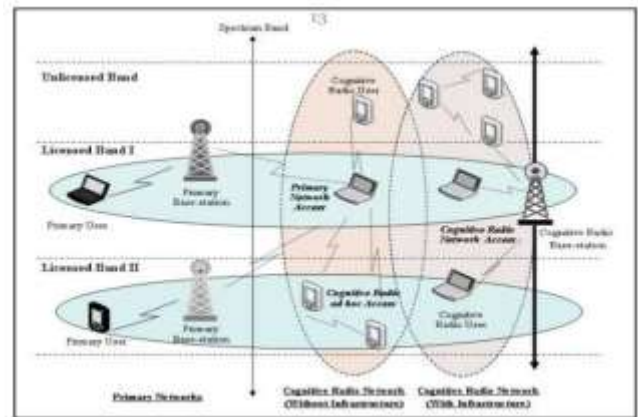 Spectrum Band
Unlicensed Band
Cognitive
Radio User
Licensed Band I
Primary
Base-station
Primary User
Primary
Network
Access
Cognitive Radio
Network Access
Cognitive Radio
Base-station
Licensed Band II
Primary
Base-station
Primary User
Cognitive Radio
ad hoc Access
Cognitive
Radio User
Primary Networks
Cognitive Radio Network
(Without Infrastructure)
Cognitive Radio Network
(With Infrastructure)